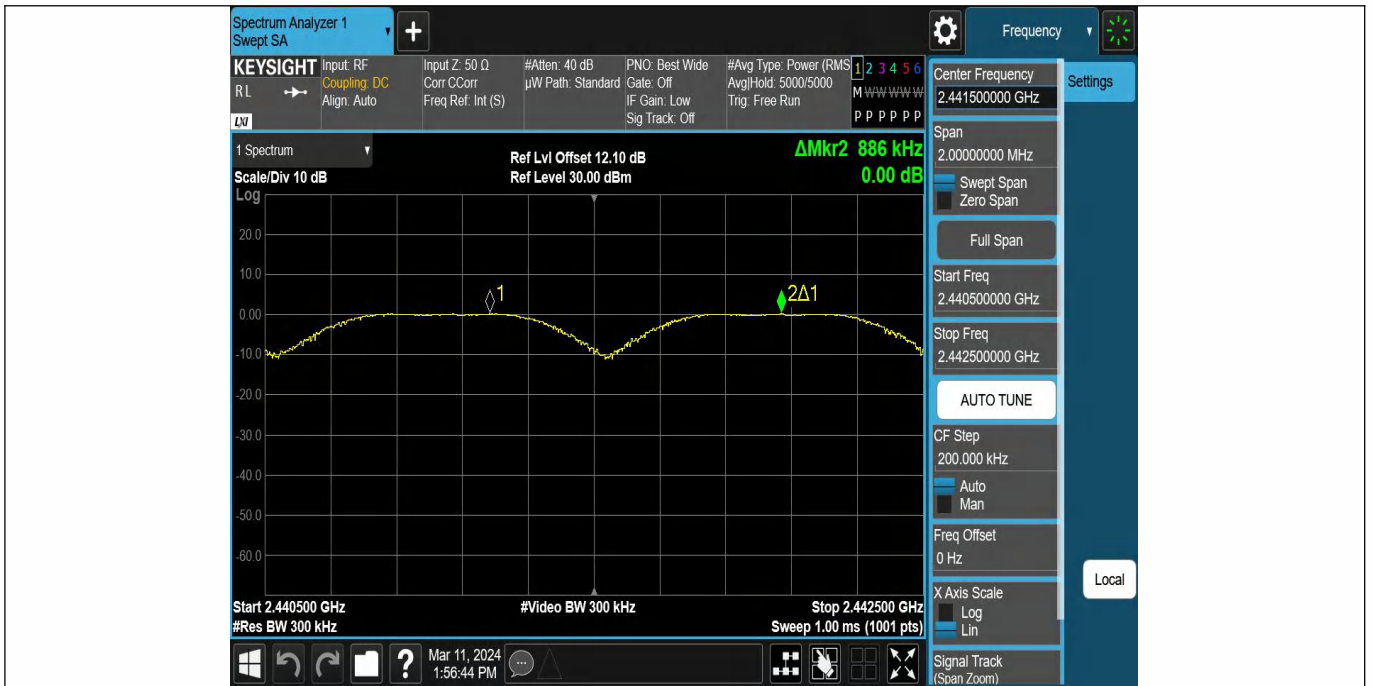 Spectrum Analyzer 1
Swept SA
+
Frequency
KEYSIGHT
RL
LXI
Input: RF
Coupling: DC
Align: Auto
Input Z: 50 Ω
Corr CCorr
Freq Ref: Int (S)
#Atten: 40 dB
µW Path: Standard
PNO: Best Wide
Gate: Off
IF Gain: Low
Sig Track: Off
#Avg Type: Power (RMS
Avg|Hold: 5000/5000
Trig: Free Run
1 2 3 4 5 6
M W W W W W
P P P P P P
1 Spectrum
Scale/Div 10 dB
Log
Ref Lvl Offset 12.10 dB
Ref Level 30.00 dBm
ΔMkr2 886 kHz
0.00 dB
20.0
10.0
0.00
-10.0
-20.0
-30.0
-40.0
-50.0
-60.0
1
2Δ1
Start 2.440500 GHz
#Res BW 300 kHz
#Video BW 300 kHz
Stop 2.442500 GHz
Sweep 1.00 ms (1001 pts)
Center Frequency
2.441500000 GHz
Settings
Span
2.00000000 MHz
Swept Span
Zero Span
Full Span
Start Freq
2.440500000 GHz
Stop Freq
2.442500000 GHz
AUTO TUNE
CF Step
200.000 kHz
Auto
Man
Freq Offset
0 Hz
X Axis Scale
Log
Lin
Signal Track
(Span Zoom)
Local
?
Mar 11, 2024
1:56:44 PM